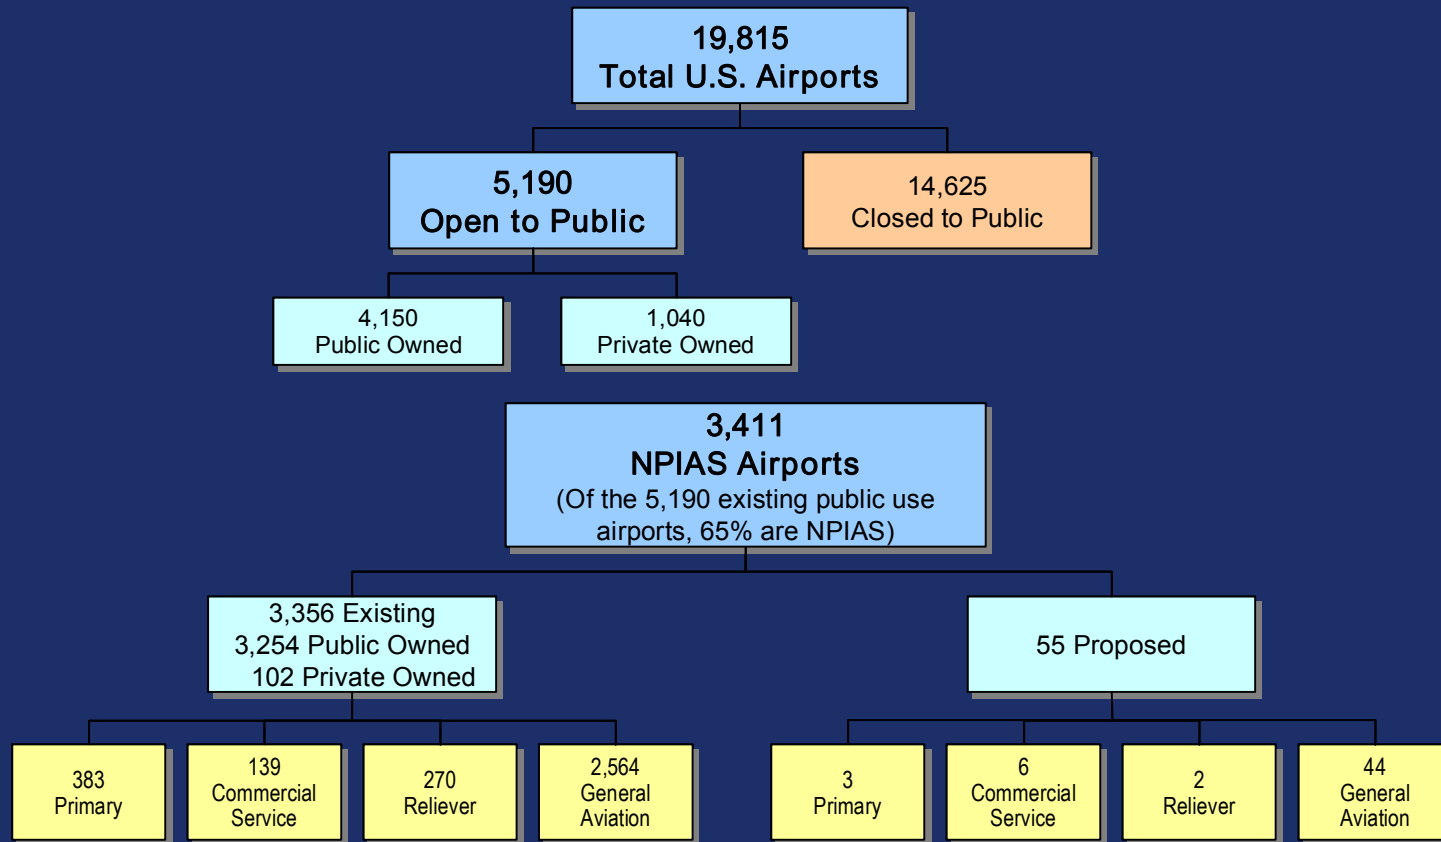 19,815
Total U.S. Airports
5,190
Open to Public
14,625
Closed to Public
4,150
Public Owned
1,040
Private Owned
3,411
NPIAS Airports
(Of the 5,190 existing public use
airports, 65% are NPIAS)
3,356 Existing
3,254 Public Owned
102 Private Owned
55 Proposed
383
Primary
139
Commercial
Service
270
Reliever
2,564
General
Aviation
3
Primary
6
Commercial
Service
2
Reliever
44
General
Aviation